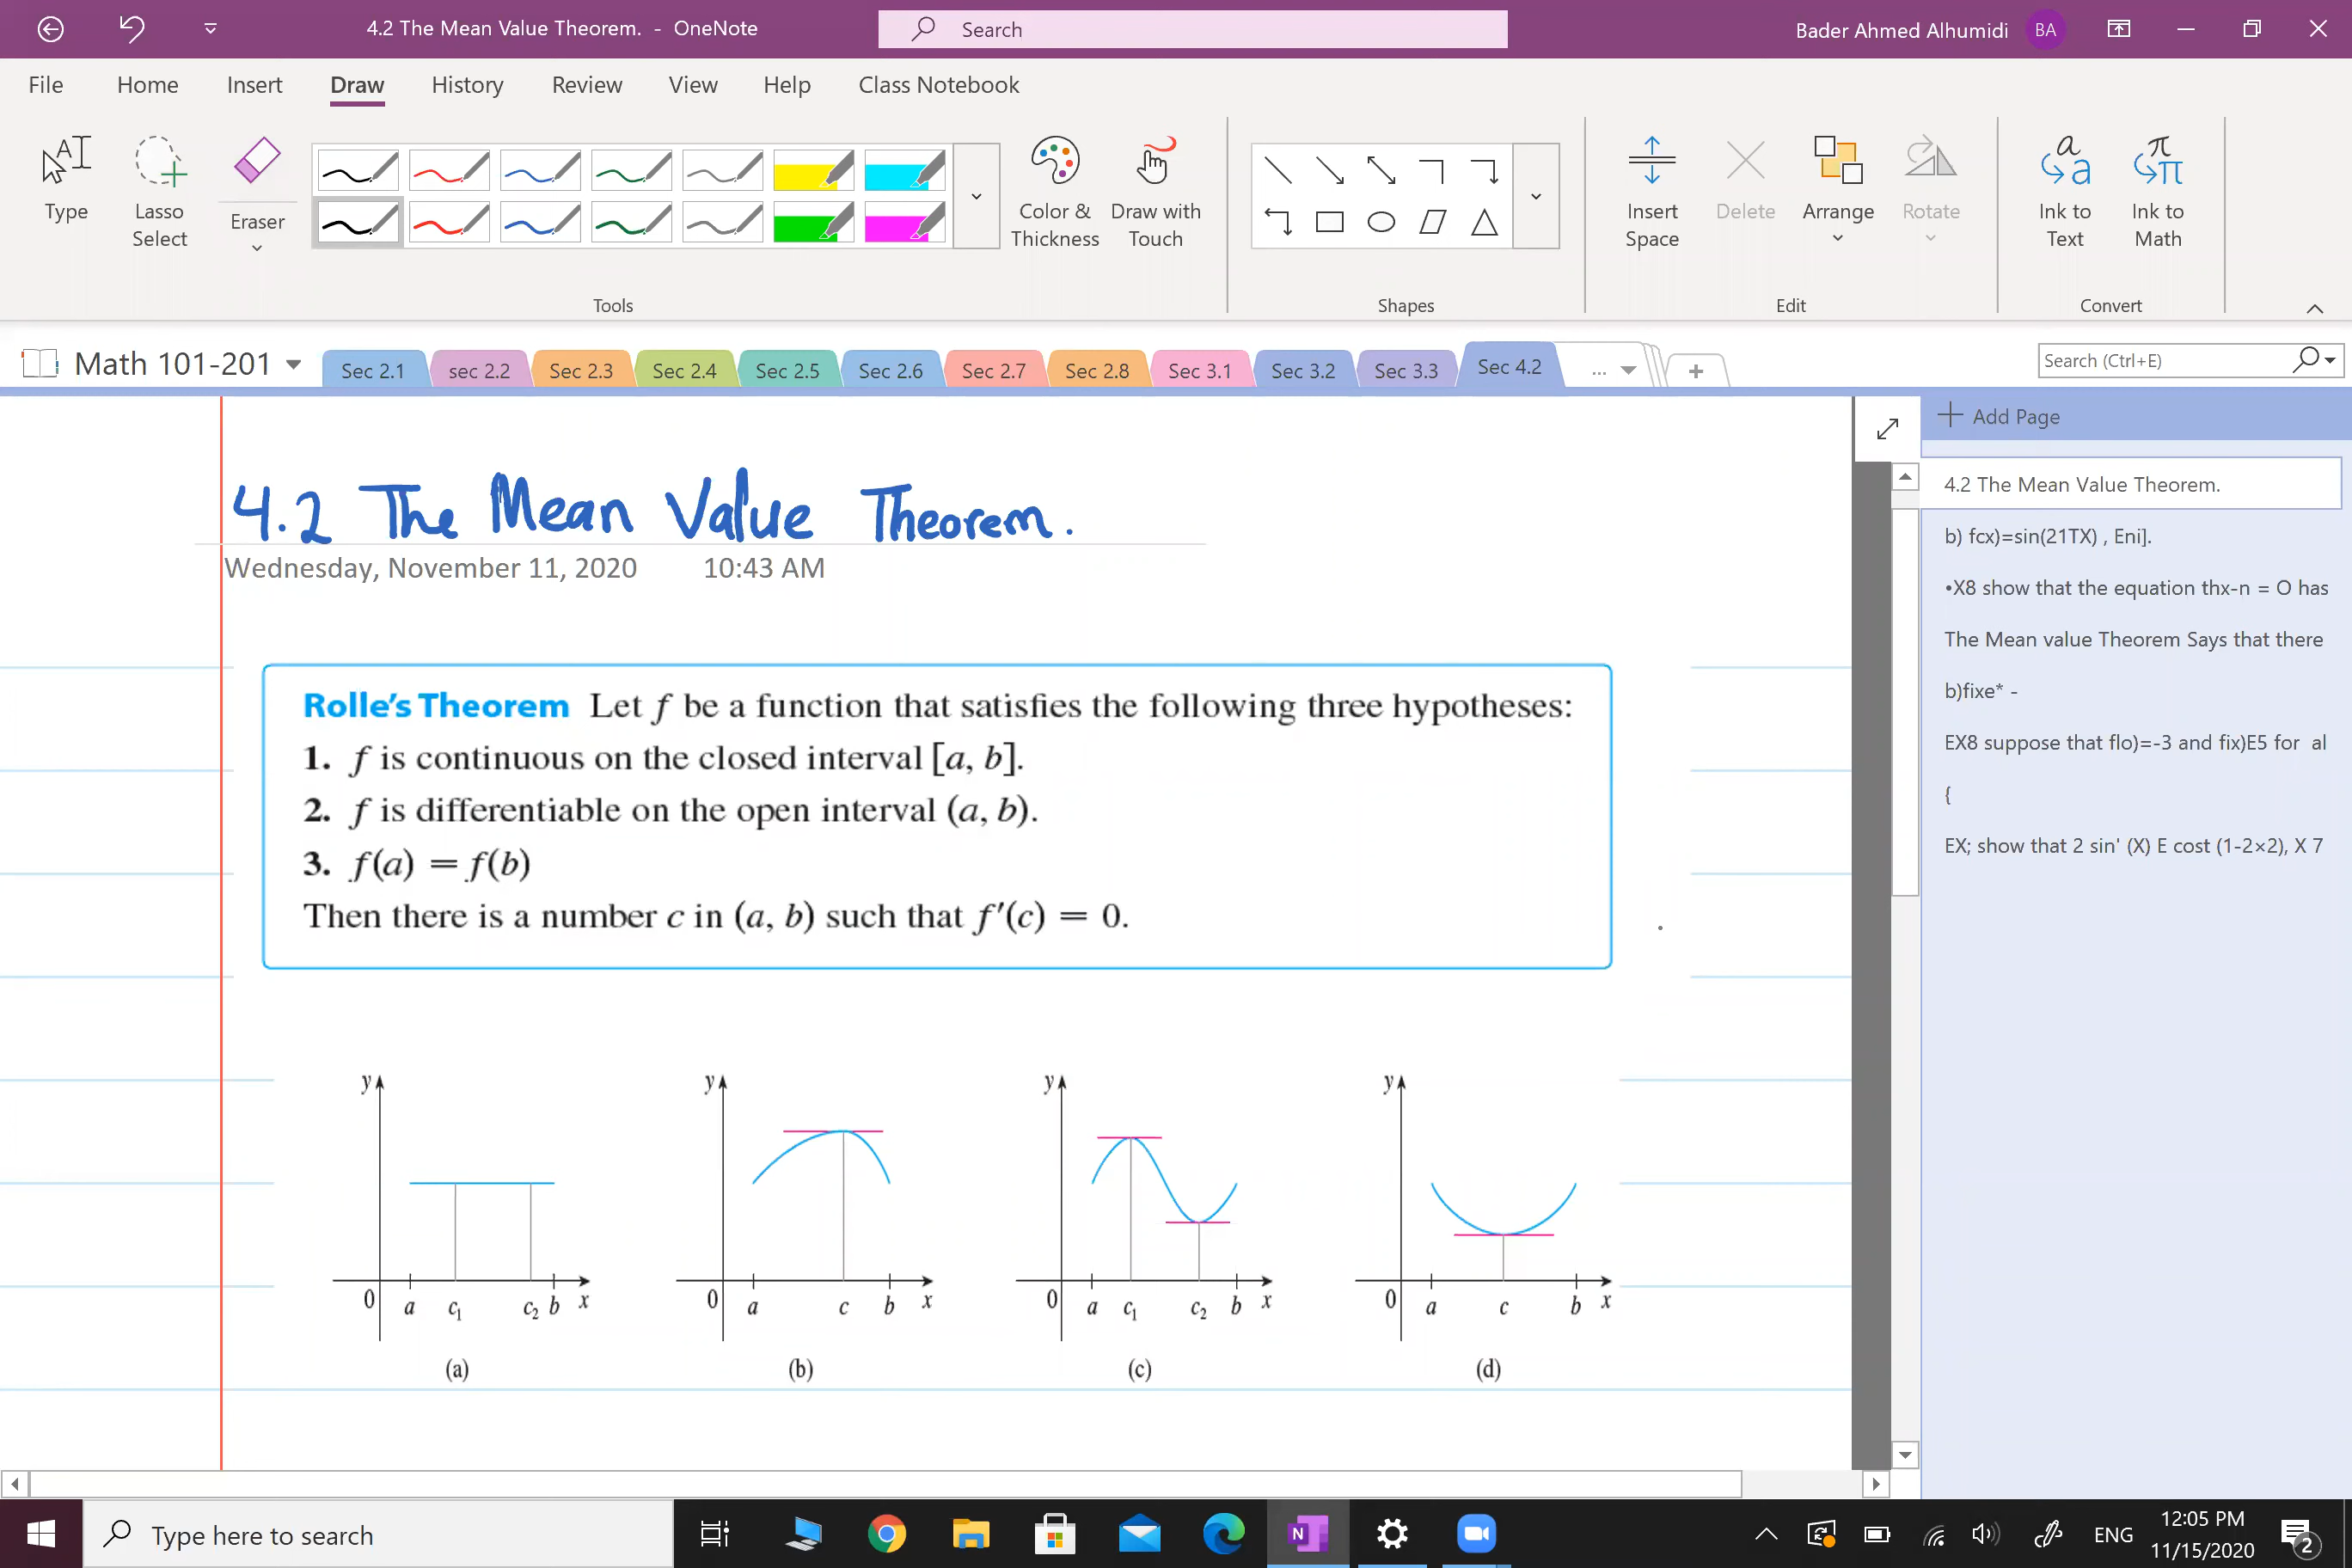 4.2 The Mean Value Theorem. - OneNote
Search
Bader Ahmed Alhumidi
BA
File Home Insert Draw History Review View Help Class Notebook
Type
Lasso Select
Eraser
Color & Thickness
Draw with Touch
Insert Space
Delete
Arrange
Rotate
Ink to Text
Ink to Math
Tools
Shapes
Edit
Convert
Math 101-201
Sec 2.1 sec 2.2 Sec 2.3 Sec 2.4 Sec 2.5 Sec 2.6 Sec 2.7 Sec 2.8 Sec 3.1 Sec 3.2 Sec 3.3 Sec 4.2 ... +
Search (Ctrl+E)
Add Page
4.2 The Mean Value Theorem.
b) fcx)=sin(21TX) , Eni].
•X8 show that the equation thx-n = O has
The Mean value Theorem Says that there
b)fixe* -
EX8 suppose that flo)=-3 and fix)E5 for al
{
EX; show that 2 sin' (X) E cost (1-2×2), X 7
4.2 The Mean Value Theorem.
Wednesday, November 11, 2020 10:43 AM
Rolle's Theorem Let f be a function that satisfies the following three hypotheses:
1. f is continuous on the closed interval [a, b].
2. f is differentiable on the open interval (a, b).
3. f(a) = f(b)
Then there is a number c in (a, b) such that f′(c) = 0.
y
0 a c₁ c₂ b x
(a)
y
0 a c b x
(b)
y
0 a c₁ c₂ b x
(c)
y
0 a c b x
(d)
Type here to search
ENG
12:05 PM
11/15/2020
2